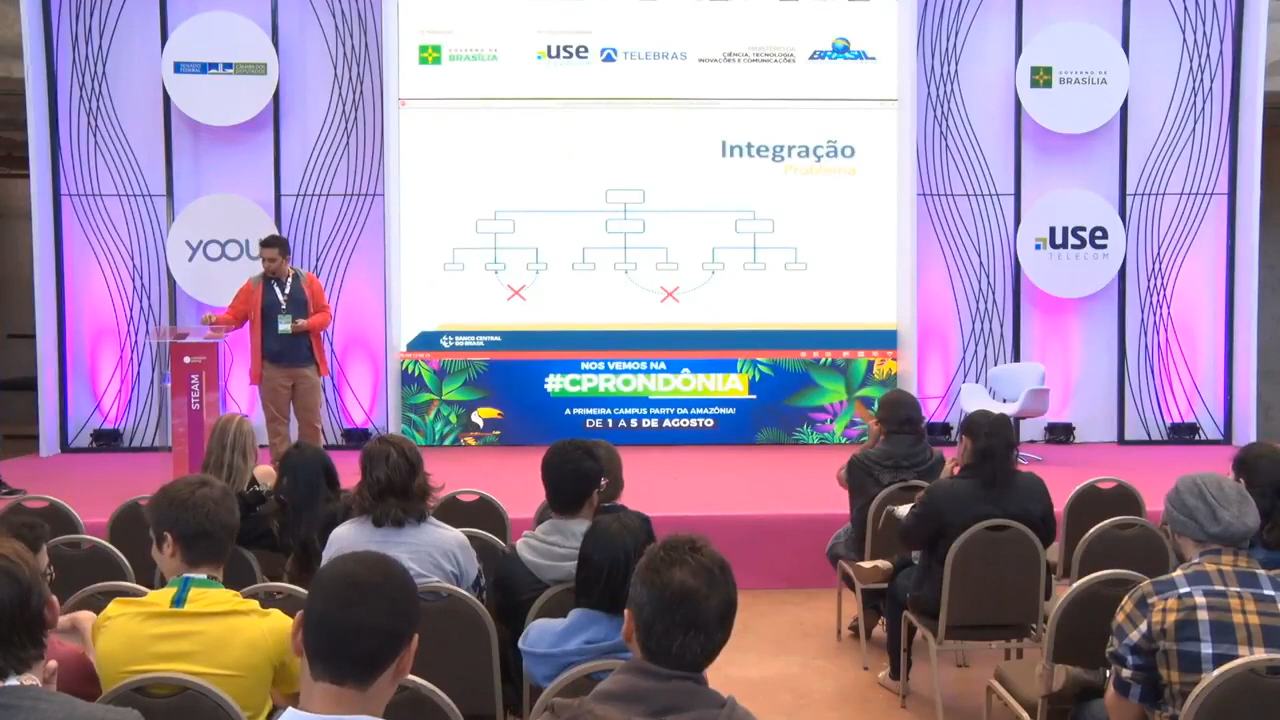 SENADO FEDERAL
CÂMARA DOS DEPUTADOS
GOVERNO DE
BRASÍLIA
USE
TELEBRAS
MINISTÉRIO DA
CIÊNCIA, TECNOLOGIA,
INOVAÇÕES E COMUNICAÇÕES
BRASIL
GOVERNO DE
BRASÍLIA
Integração
Problema
YOOU
USE
TELECOM
BANCO CENTRAL
DO BRASIL
NOS VEMOS NA
#CPRONDÔNIA
A PRIMEIRA CAMPUS PARTY DA AMAZÔNIA!
DE 1 A 5 DE AGOSTO
STEAM